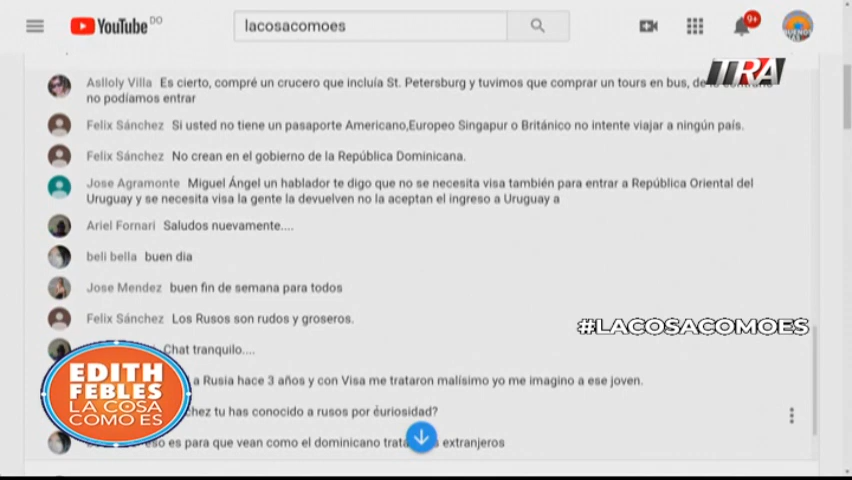 YouTube DO
lacosacomoes
9+
TRA
Aslloly Villa Es cierto, compré un crucero que incluía St. Petersburg y tuvimos que comprar un tours en bus, de
no podíamos entrar
Felix Sánchez Si usted no tiene un pasaporte Americano,Europeo Singapur o Británico no intente viajar a ningún país.
Felix Sánchez No crean en el gobierno de la República Dominicana.
Jose Agramonte Miguel Ángel un hablador te digo que no se necesita visa también para entrar a República Oriental del
Uruguay y se necesita visa la gente la devuelven no la aceptan el ingreso a Uruguay a
Ariel Fornari Saludos nuevamente....
beli bella buen dia
Jose Mendez buen fin de semana para todos
Felix Sánchez Los Rusos son rudos y groseros.
#LACOSACOMOES
Chat tranquilo....
a Rusia hace 3 años y con Visa me trataron malísimo yo me imagino a ese joven.
tu has conocido a rusos por curiosidad?
eso es para que vean como el dominicano extranjeros
EDITH
FEBLES
LA COSA
COMO ES